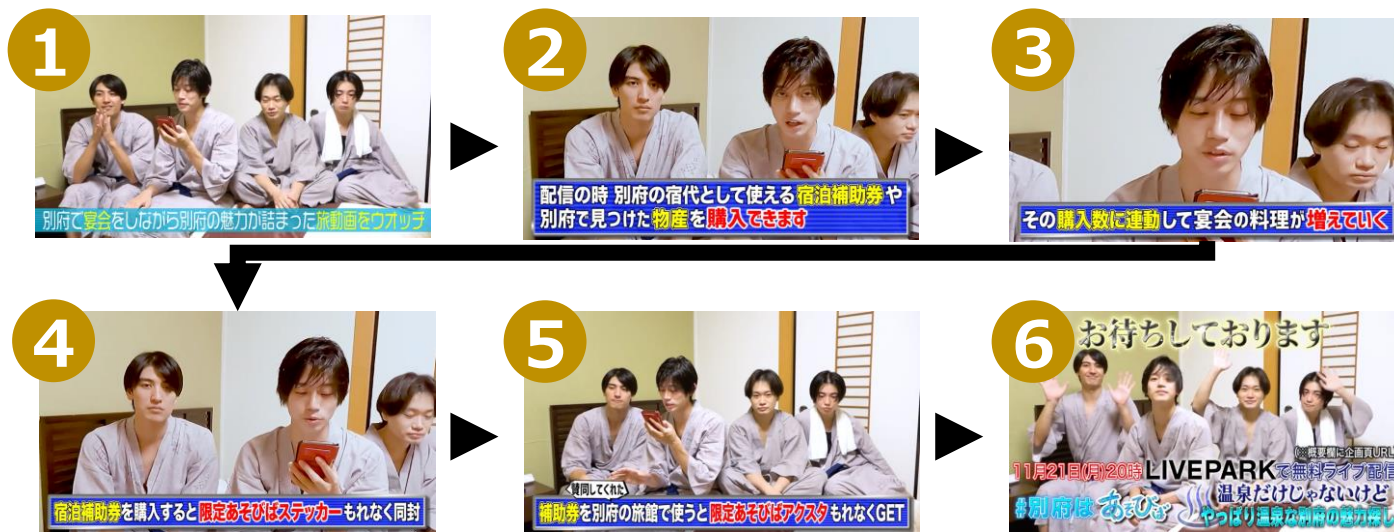 1
別府で宴会をしながら別府の魅力が詰まった旅動画をウオッチ
2
配信の時 別府の宿代として使える宿泊補助券や
別府で見つけた物産を購入できます
3
その購入数に連動して宴会の料理が増えていく
4
宿泊補助券を購入すると限定あそびばステッカーもれなく同封
5
<賛同してくれた>
補助券を別府の旅館で使うと限定あそびばアクスタもれなくGET
6
お待ちしております
(※概要欄に企画頁URL
11月21日(月)20時 LIVEPARKで無料ライブ配信
#別府はあそびば
温泉だけじゃないけど
やっぱり温泉な別府の魅力探し